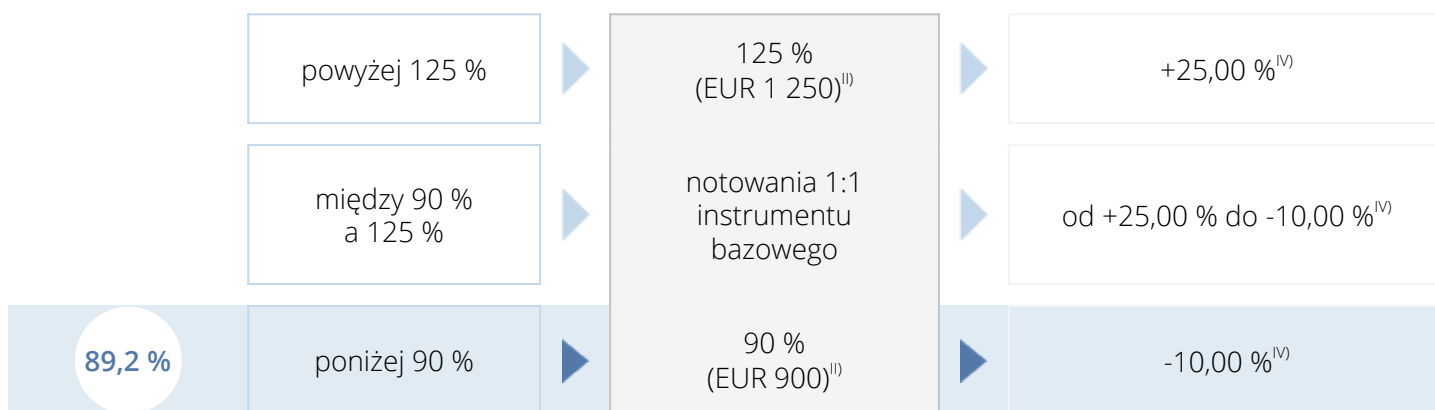 powyżej 125 %
125 %
(EUR 1 250)II)
+25,00 %IV)
między 90 %
a 125 %
notowania 1:1
instrumentu
bazowego
od +25,00 % do -10,00 %IV)
89,2 %
poniżej 90 %
90 %
(EUR 900)II)
-10,00 %IV)